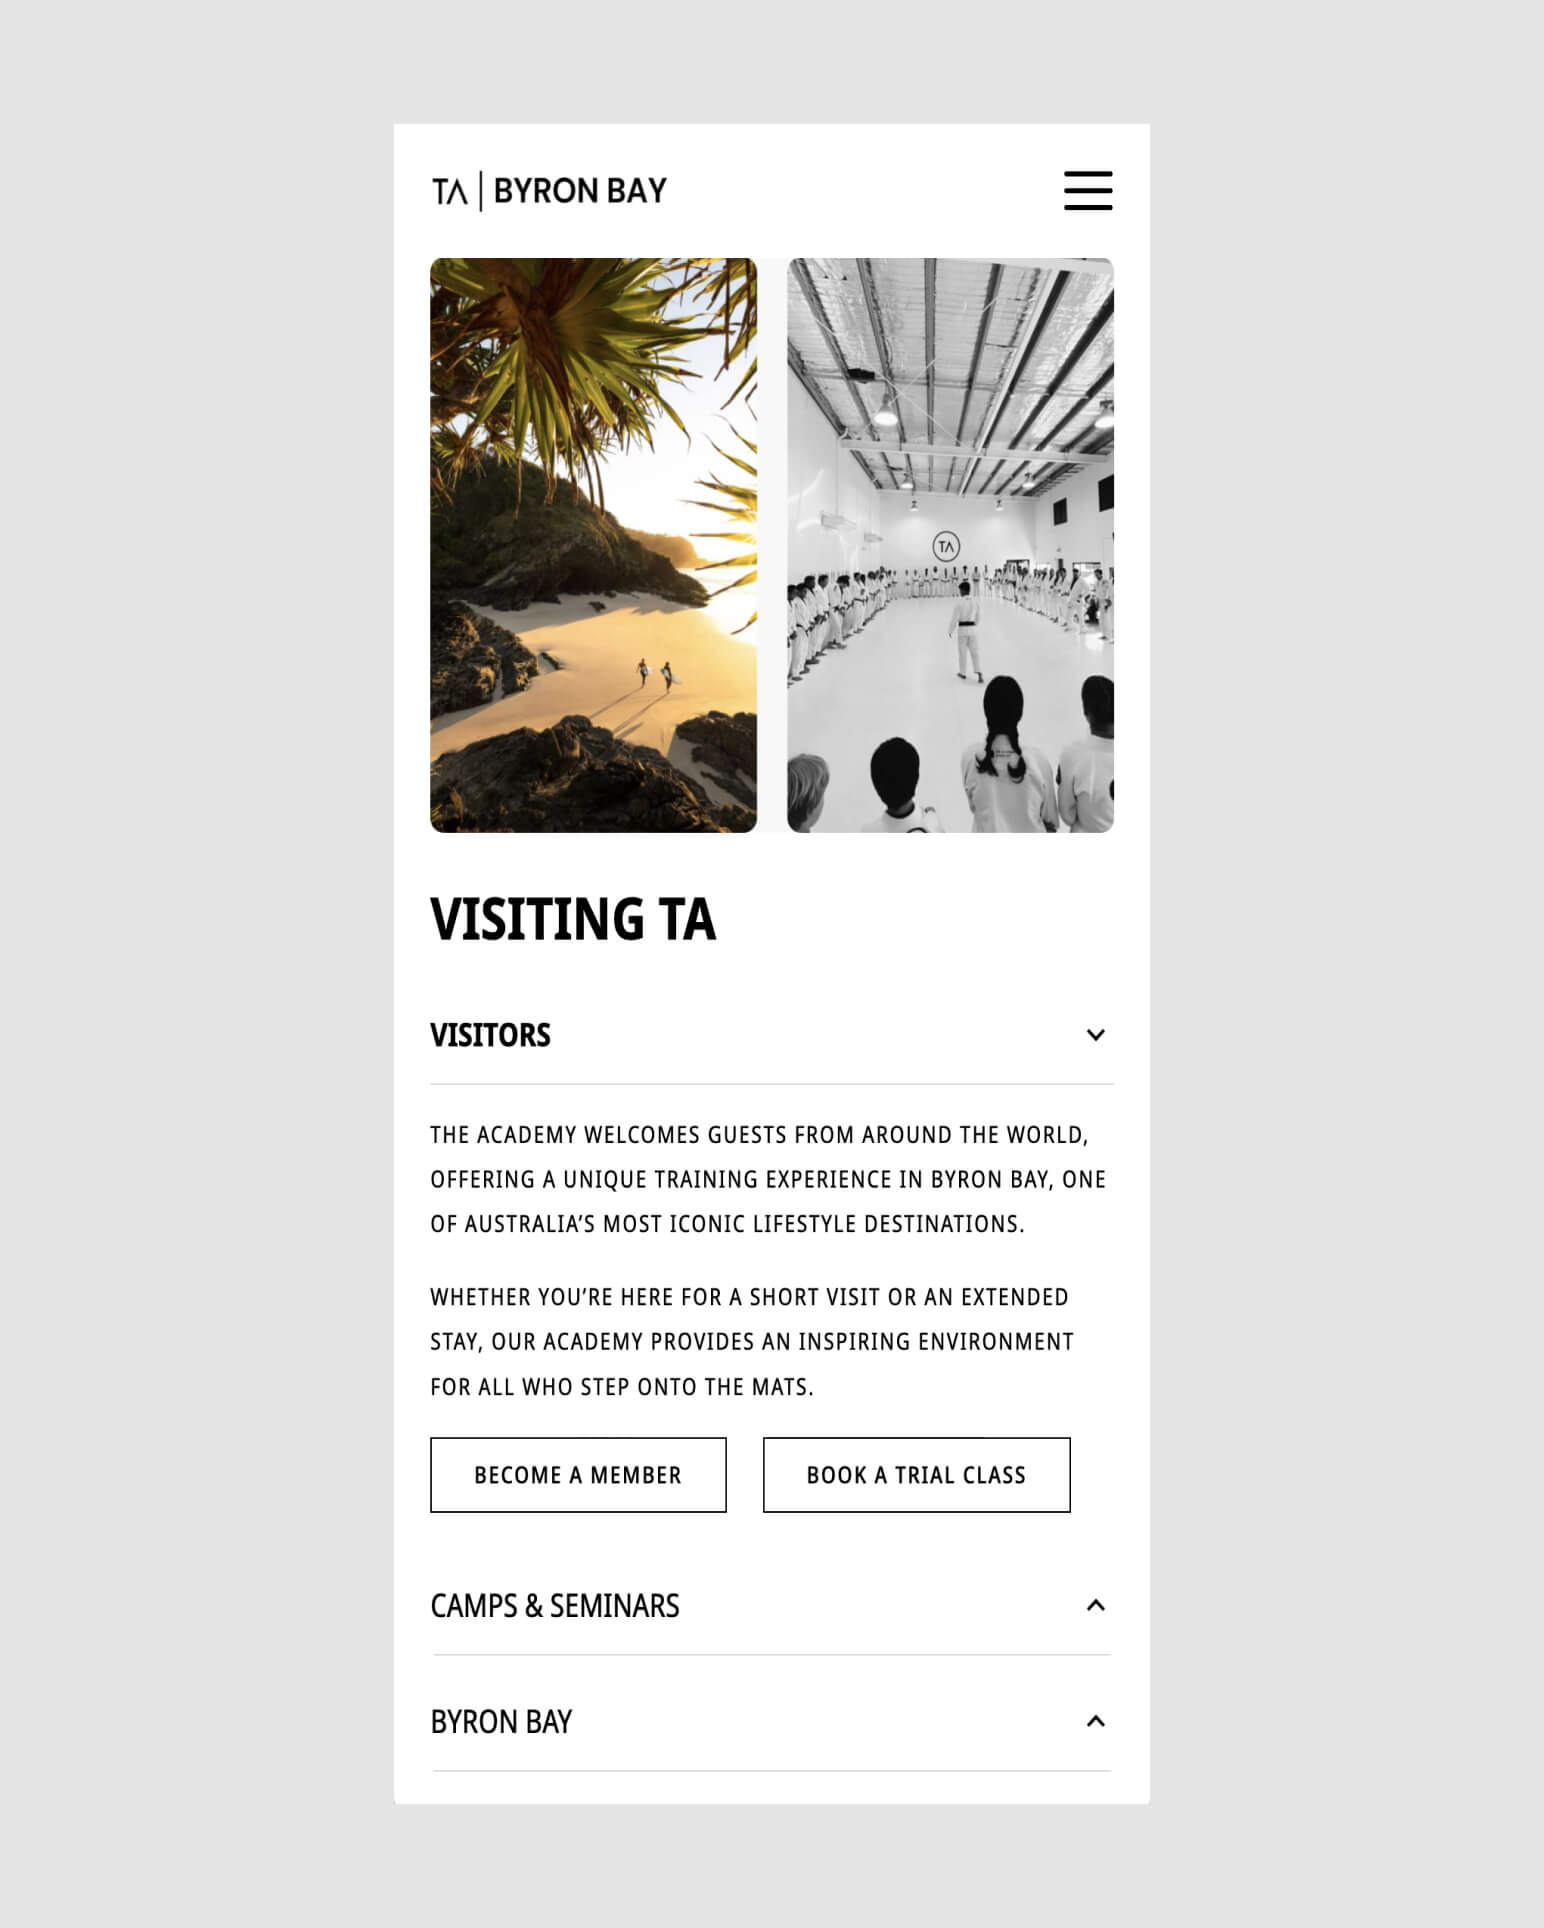 TA | BYRON BAY
TA
VISITING TA
VISITORS
THE ACADEMY WELCOMES GUESTS FROM AROUND THE WORLD,
OFFERING A UNIQUE TRAINING EXPERIENCE IN BYRON BAY, ONE
OF AUSTRALIA’S MOST ICONIC LIFESTYLE DESTINATIONS.
WHETHER YOU’RE HERE FOR A SHORT VISIT OR AN EXTENDED
STAY, OUR ACADEMY PROVIDES AN INSPIRING ENVIRONMENT
FOR ALL WHO STEP ONTO THE MATS.
BECOME A MEMBER
BOOK A TRIAL CLASS
CAMPS & SEMINARS
BYRON BAY